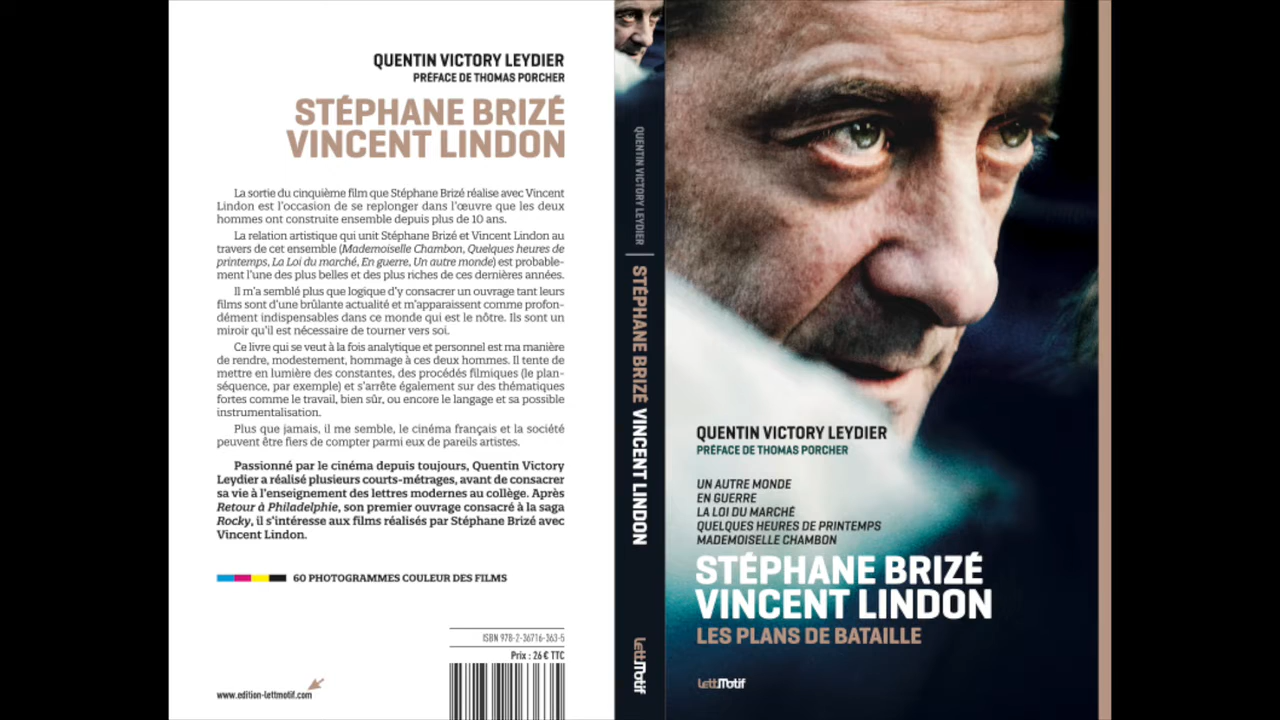 QUENTIN VICTORY LEYDIER
PRÉFACE DE THOMAS PORCHER
STÉPHANE BRIZÉ
VINCENT LINDON
La sortie du cinquième film que Stéphane Brizé réalise avec Vincent
Lindon est l'occasion de se replonger dans l'œuvre que les deux
hommes ont construite ensemble depuis plus de 10 ans.
La relation artistique qui unit Stéphane Brizé et Vincent Lindon au
travers de cet ensemble (Mademoiselle Chambon, Quelques heures de
printemps, La Loi du marché, En guerre, Un autre monde) est probable-
ment l'une des plus belles et des plus riches de ces dernières années.
Il m'a semblé plus que logique d'y consacrer un ouvrage tant leurs
films sont d'une brûlante actualité et m'apparaissent comme profon-
dément indispensables dans ce monde qui est le nôtre. Ils sont un
miroir qu'il est nécessaire de tourner vers soi.
Ce livre qui se veut à la fois analytique et personnel est ma manière
de rendre, modestement, hommage à ces deux hommes. Il tente de
mettre en lumière des constantes, des procédés filmiques (le plan-
séquence, par exemple) et s'arrête également sur des thématiques
fortes comme le travail, bien sûr, ou encore le langage et sa possible
instrumentalisation.
Plus que jamais, il me semble, le cinéma français et la société
peuvent être fiers de compter parmi eux de pareils artistes.
Passionné par le cinéma depuis toujours, Quentin Victory
Leydier a réalisé plusieurs courts-métrages, avant de consacrer
sa vie à l'enseignement des lettres modernes au collège. Après
Retour à Philadelphie, son premier ouvrage consacré à la saga
Rocky, il s'intéresse aux films réalisés par Stéphane Brizé avec
Vincent Lindon.
60 PHOTOGRAMMES COULEUR DES FILMS
ISBN 978-2-36716-363-5
Prix : 26 € TTC
www.edition-lettmotif.com
QUENTIN VICTORY LEYDIER
STÉPHANE BRIZÉ VINCENT LINDON
LettMotif
QUENTIN VICTORY LEYDIER
PRÉFACE DE THOMAS PORCHER
UN AUTRE MONDE
EN GUERRE
LA LOI DU MARCHÉ
QUELQUES HEURES DE PRINTEMPS
MADEMOISELLE CHAMBON
STÉPHANE BRIZÉ
VINCENT LINDON
LES PLANS DE BATAILLE
LettMotif